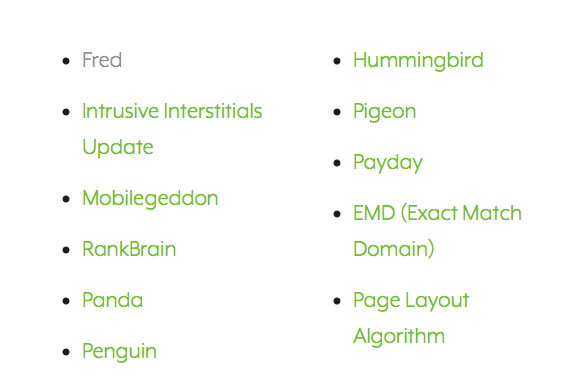 Fred
Intrusive Interstitials
Update
Mobilegeddon
RankBrain
Panda
Penguin
Hummingbird
Pigeon
Payday
EMD (Exact Match
Domain)
Page Layout
Algorithm